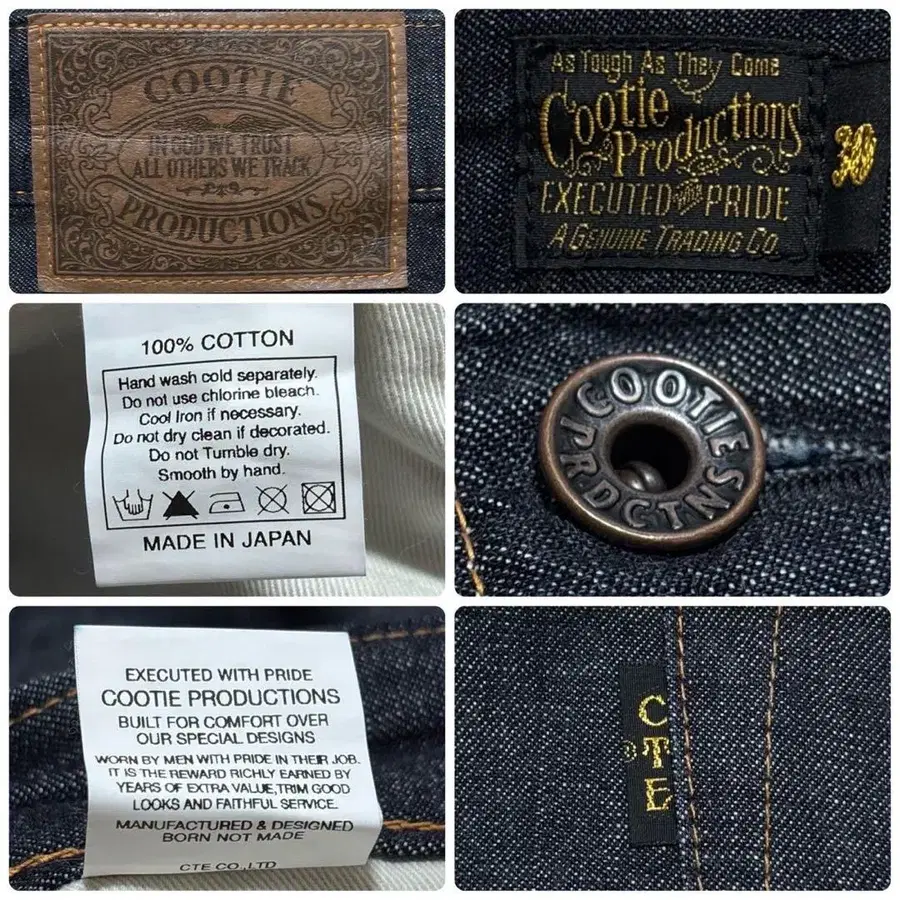 COOTIE
IN GOD WE TRUST
ALL OTHERS WE TRACK
PRODUCTIONS
As Tough As They Come
Cootie
Productions
EXECUTED WITH PRIDE
A GENUINE TRADING CO.
30
100% COTTON
Hand wash cold separately.
Do not use chlorine bleach.
Cool Iron if necessary.
Do not dry clean if decorated.
Do not Tumble dry.
Smooth by hand.
MADE IN JAPAN
COOTIE
PRDCTNS
EXECUTED WITH PRIDE
COOTIE PRODUCTIONS
BUILT FOR COMFORT OVER
OUR SPECIAL DESIGNS
WORN BY MEN WITH PRIDE IN THEIR JOB.
IT IS THE REWARD RICHLY EARNED BY
YEARS OF EXTRA VALUE,TRIM GOOD
LOOKS AND FAITHFUL SERVICE.
MANUFACTURED & DESIGNED
BORN NOT MADE
CTE CO.,LTD
C
T
E